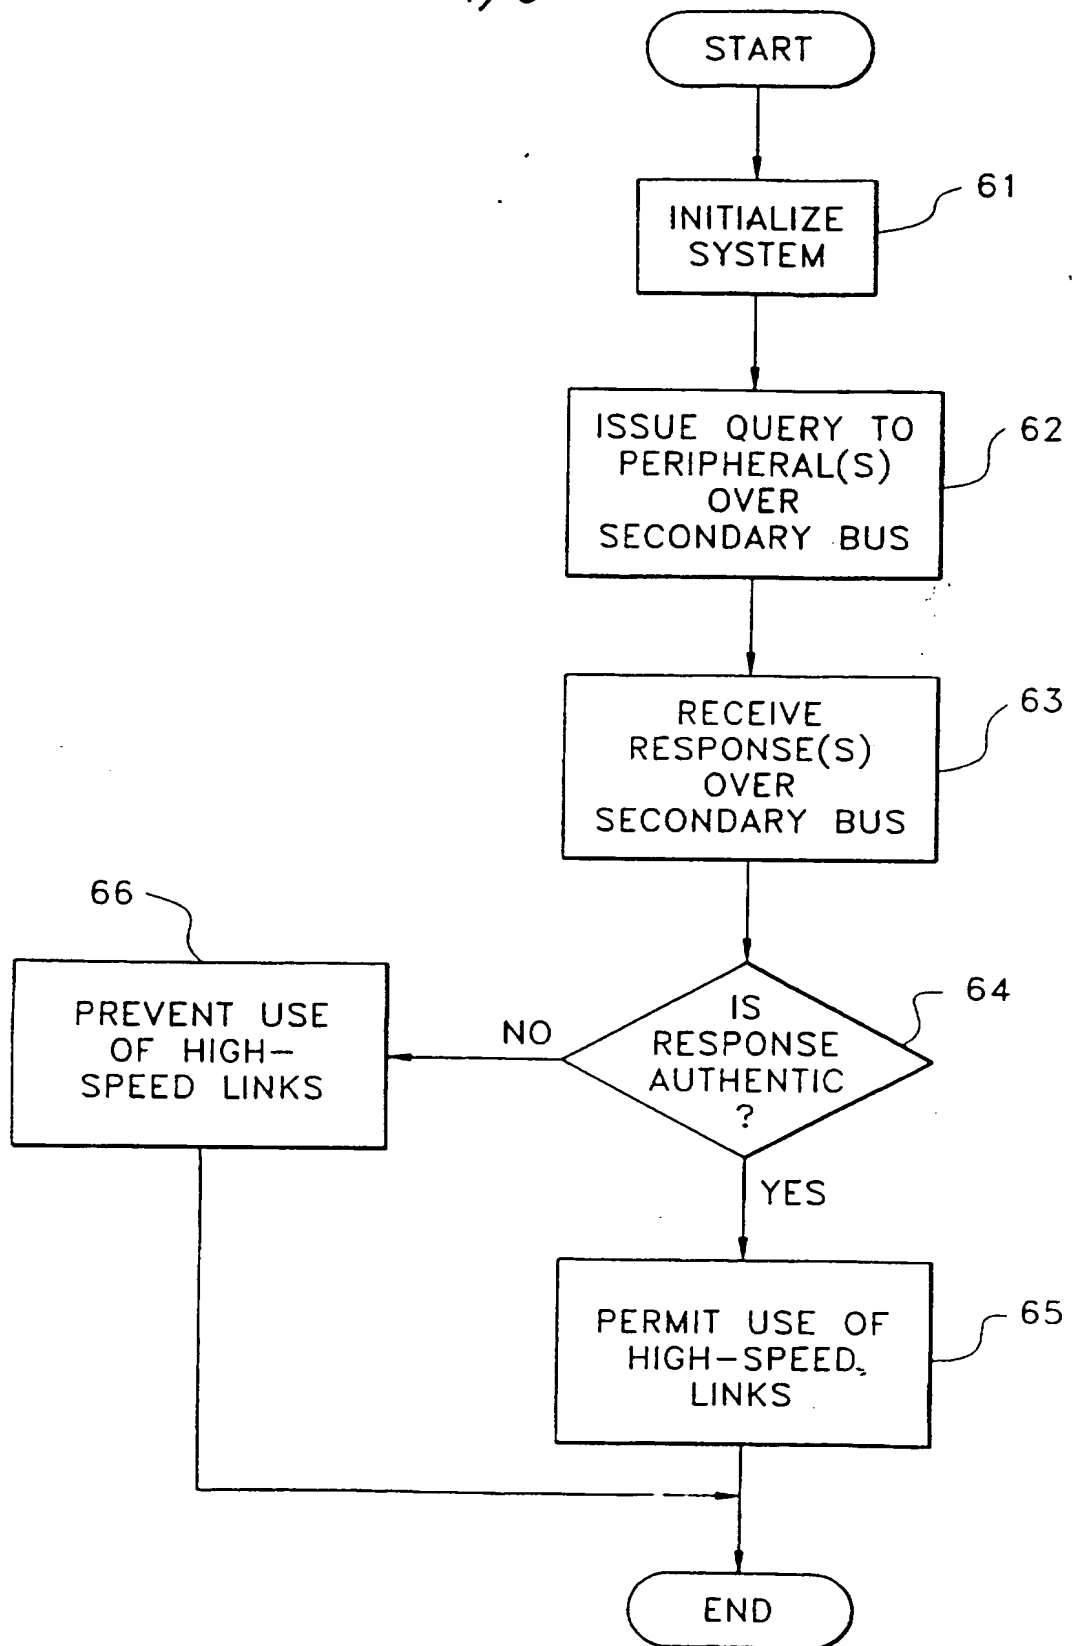 START
INITIALIZE
SYSTEM
61
ISSUE QUERY TO
PERIPHERAL(S)
OVER
SECONDARY BUS
62
RECEIVE
RESPONSE(S)
OVER
SECONDARY BUS
63
66
PREVENT USE
OF HIGH-
SPEED LINKS
NO
IS
RESPONSE
AUTHENTIC
?
64
YES
PERMIT USE OF
HIGH-SPEED
LINKS
65
END